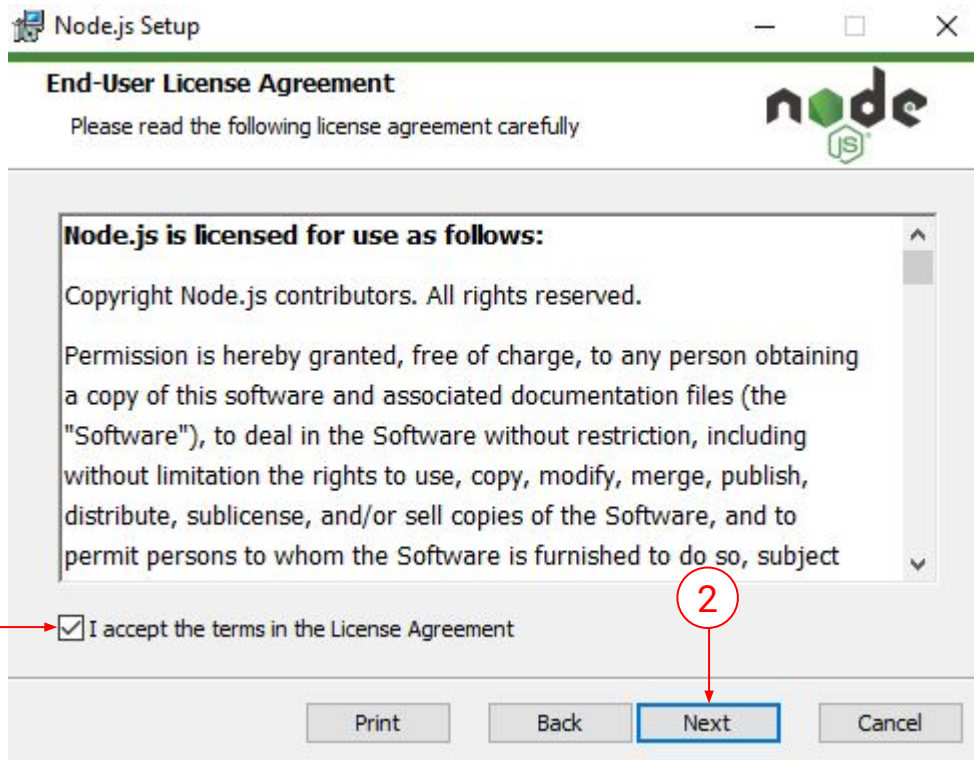 Node.js Setup
End-User License Agreement
Please read the following license agreement carefully
node
JS
Node.js is licensed for use as follows:
Copyright Node.js contributors. All rights reserved.
Permission is hereby granted, free of charge, to any person obtaining
a copy of this software and associated documentation files (the
"Software"), to deal in the Software without restriction, including
without limitation the rights to use, copy, modify, merge, publish,
distribute, sublicense, and/or sell copies of the Software, and to
permit persons to whom the Software is furnished to do so, subject
2
I accept the terms in the License Agreement
Print Back Next Cancel